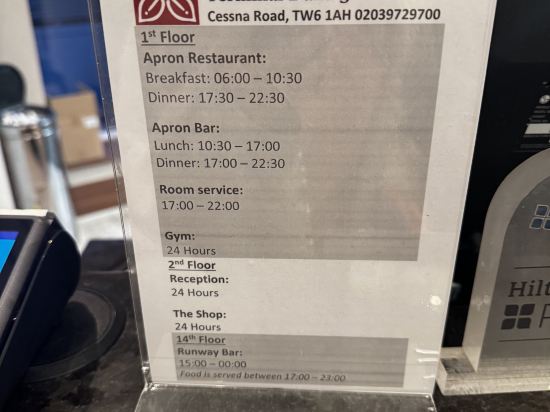 Cessna Road, TW6 1AH 02039729700
1st Floor
Apron Restaurant:
Breakfast: 06:00 – 10:30
Dinner: 17:30 – 22:30
Apron Bar:
Lunch: 10:30 – 17:00
Dinner: 17:00 – 22:30
Room service:
17:00 – 22:00
Gym:
24 Hours
2nd Floor
Reception:
24 Hours
The Shop:
24 Hours
14th Floor
Runway Bar:
15:00 – 00:00
Food is served between 17:00 – 23:00
Hilt